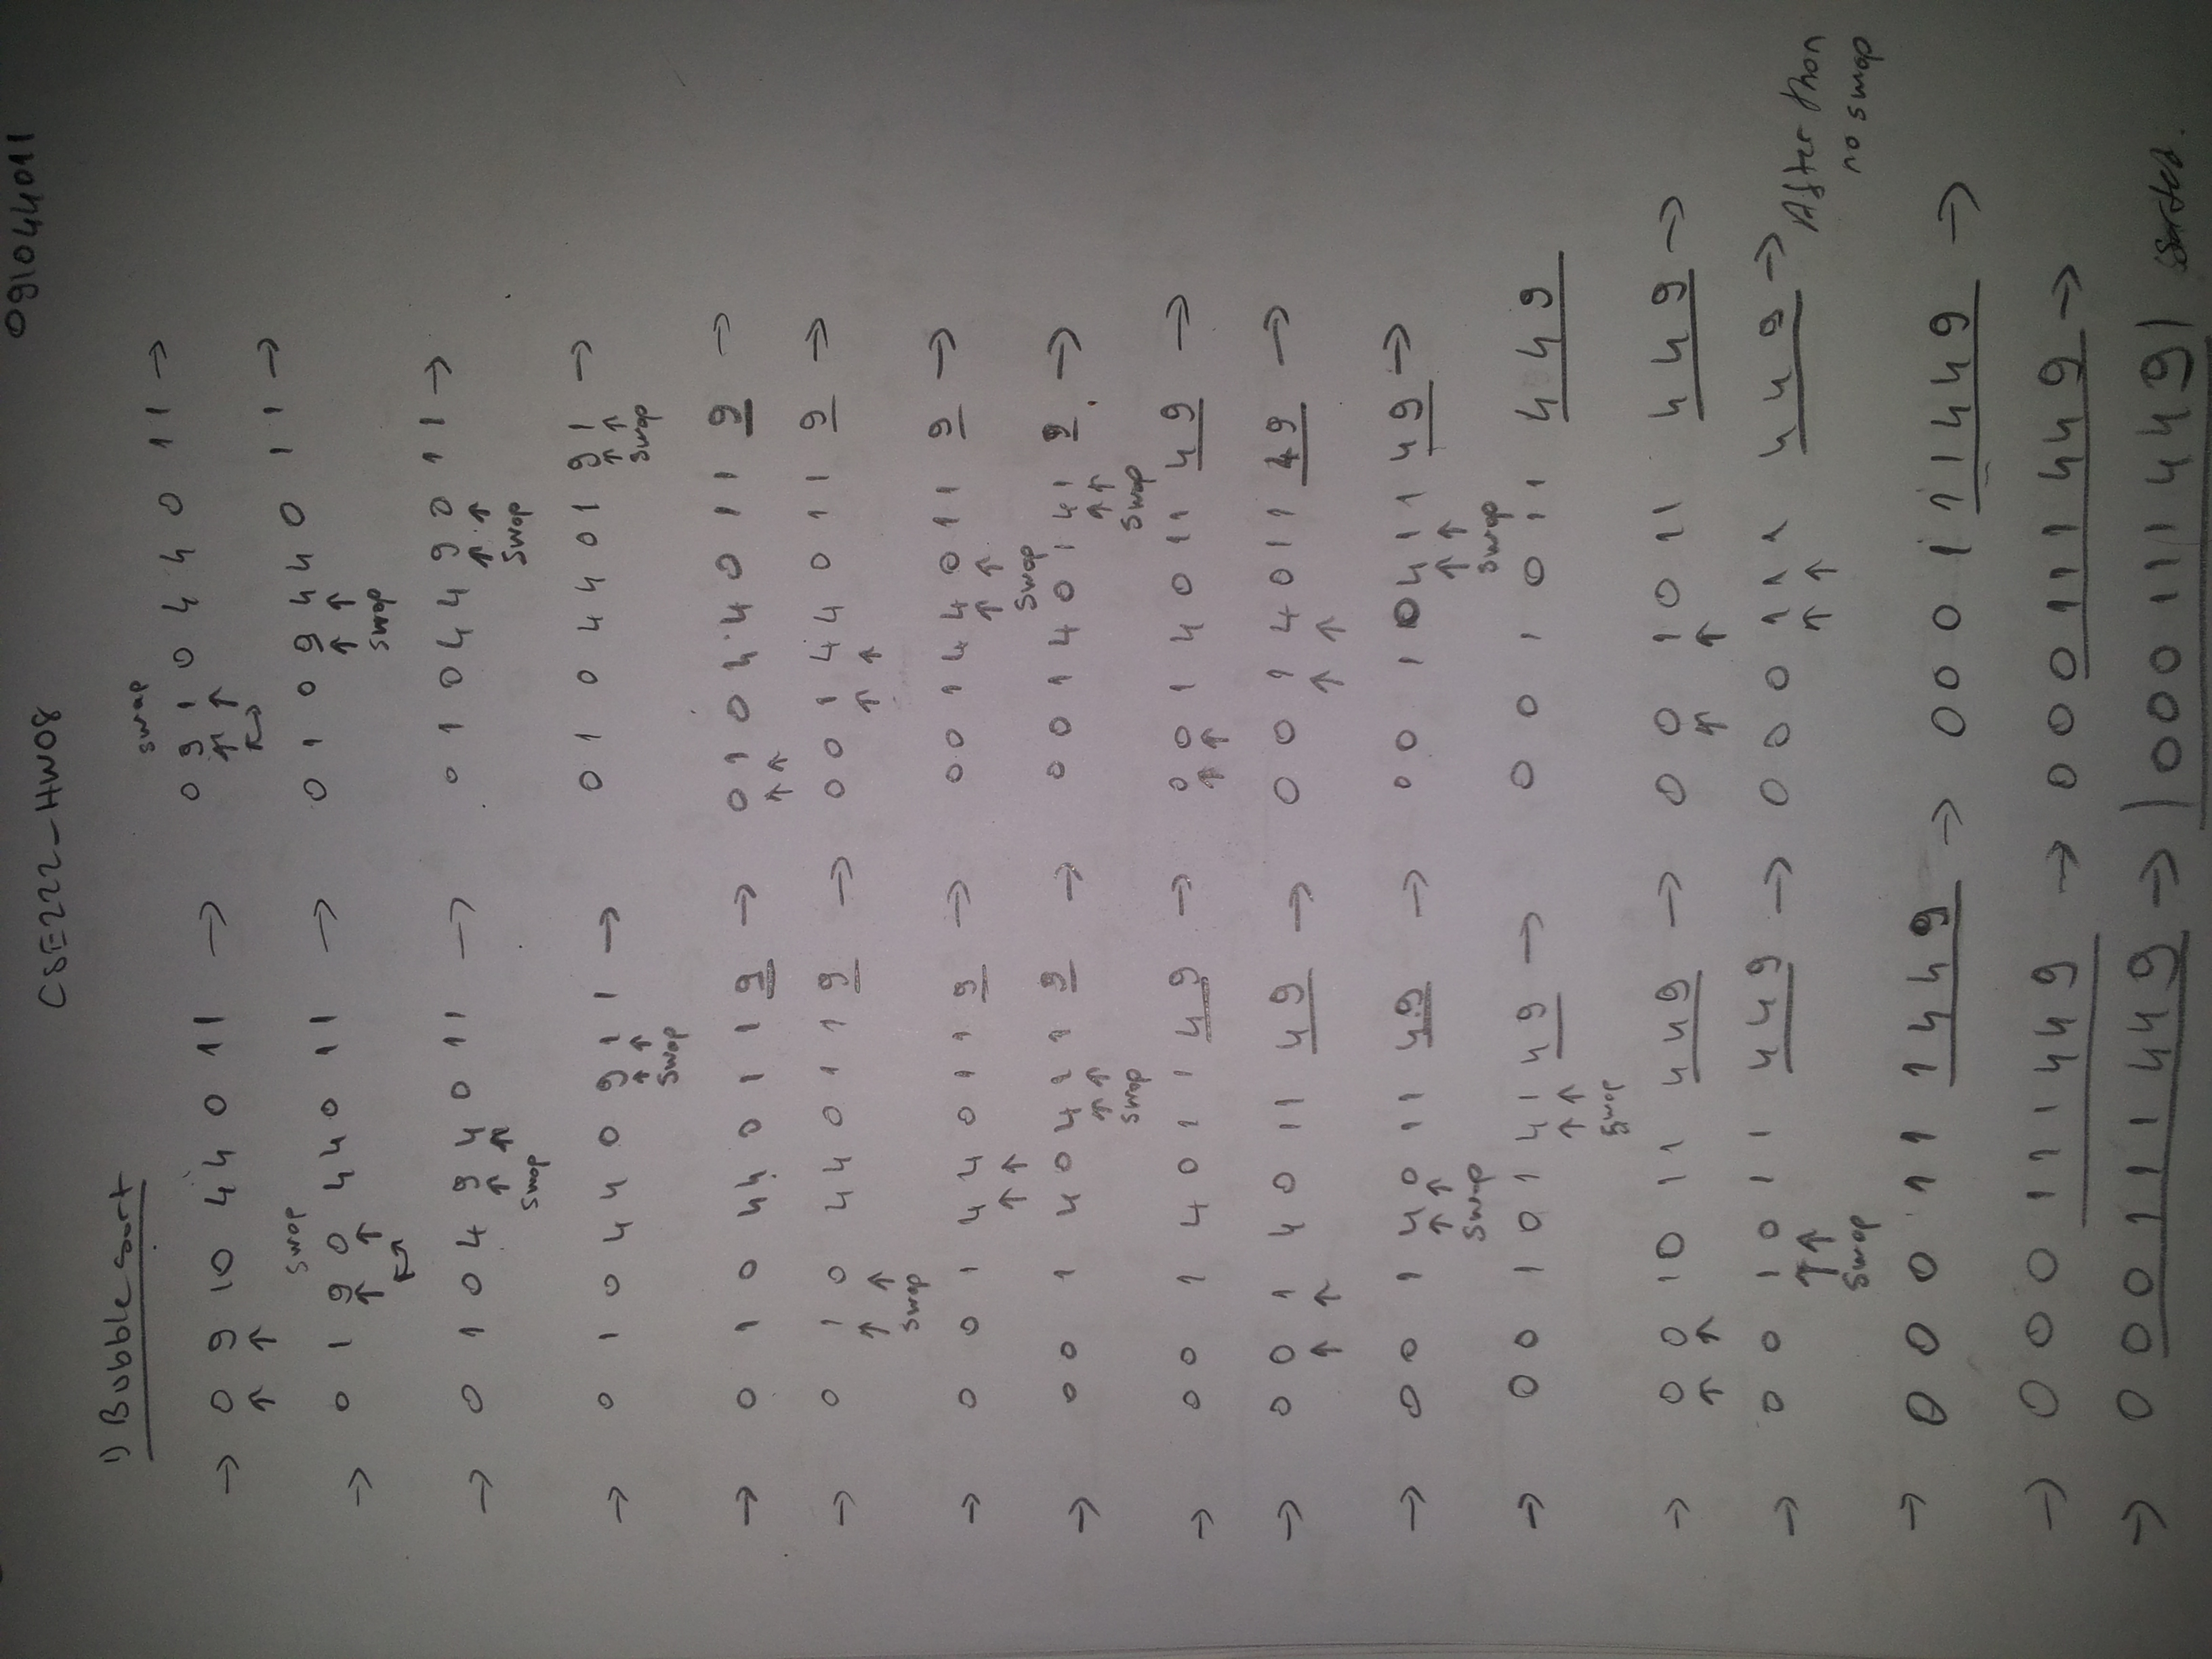 091044011
CSE222_HW08
1) Bubble sort
swap
→ 0 9 1 0 4 4 0 1 1 → 0 9 1 0 4 4 0 1 1 →
swap
→ 0 1 9 0 4 4 0 1 1 → 0 1 0 9 4 4 0 1 1 →
swap
→ 0 1 0 4 9 4 0 1 1 → 0 1 0 4 4 9 0 1 1 →
swap swap
→ 0 1 0 4 4 0 9 1 1 → 0 1 0 4 4 0 1 9 1 →
swap swap
→ 0 1 0 4 4 0 1 1 9 → 0 1 0 4 4 0 1 1 9 →
→ 0 1 0 4 4 0 1 1 9 → 0 0 1 4 4 0 1 1 9 →
swap
→ 0 0 1 4 4 0 1 1 9 → 0 0 1 4 4 0 1 1 9 →
swap
→ 0 0 1 4 0 4 1 1 9 → 0 0 1 4 0 1 4 1 9 →
swap swap
→ 0 0 1 4 0 1 1 4 9 → 0 0 1 4 0 1 1 4 9 →
→ 0 0 1 4 0 1 1 4 9 → 0 0 1 4 0 1 1 4 9 →
→ 0 0 1 4 0 1 1 4 9 → 0 0 1 0 4 1 1 4 9 →
swap swap
→ 0 0 1 0 1 4 1 4 9 → 0 0 1 0 1 1 4 4 9
swap
→ 0 0 1 0 1 1 4 4 9 → 0 0 1 0 1 1 4 4 9 →
→ 0 0 1 0 1 1 4 4 9 → 0 0 0 1 1 1 4 4 9 → After than
swap no swap
→ 0 0 0 1 1 1 4 4 9 → 0 0 0 1 1 1 4 4 9 →
→ 0 0 0 1 1 1 4 4 9 → 0 0 0 1 1 1 4 4 9 →
→ 0 0 0 1 1 1 4 4 9 → | 0 0 0 1 1 1 4 4 9 | sorted.